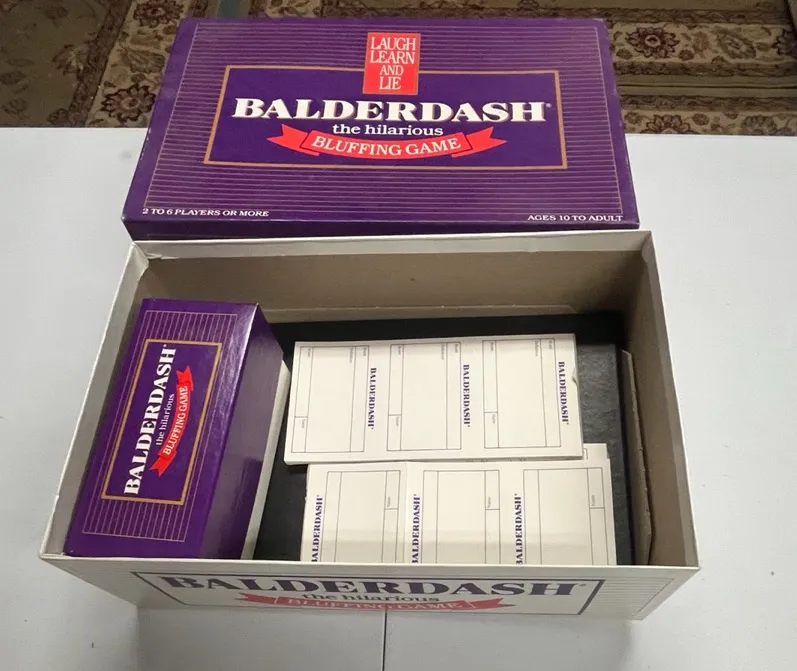 LAUGH
LEARN
AND
LIE
BALDERDASH®
the hilarious
BLUFFING GAME
2 TO 6 PLAYERS OR MORE
AGES 10 TO ADULT
BALDERDASH®
the hilarious
BLUFFING GAME
BALDERDASH®
BALDERDASH®
BALDERDASH®
BALDERDASH®
BALDERDASH®
BALDERDASH®
BALDERDASH®
the hilarious
BLUFFING GAME